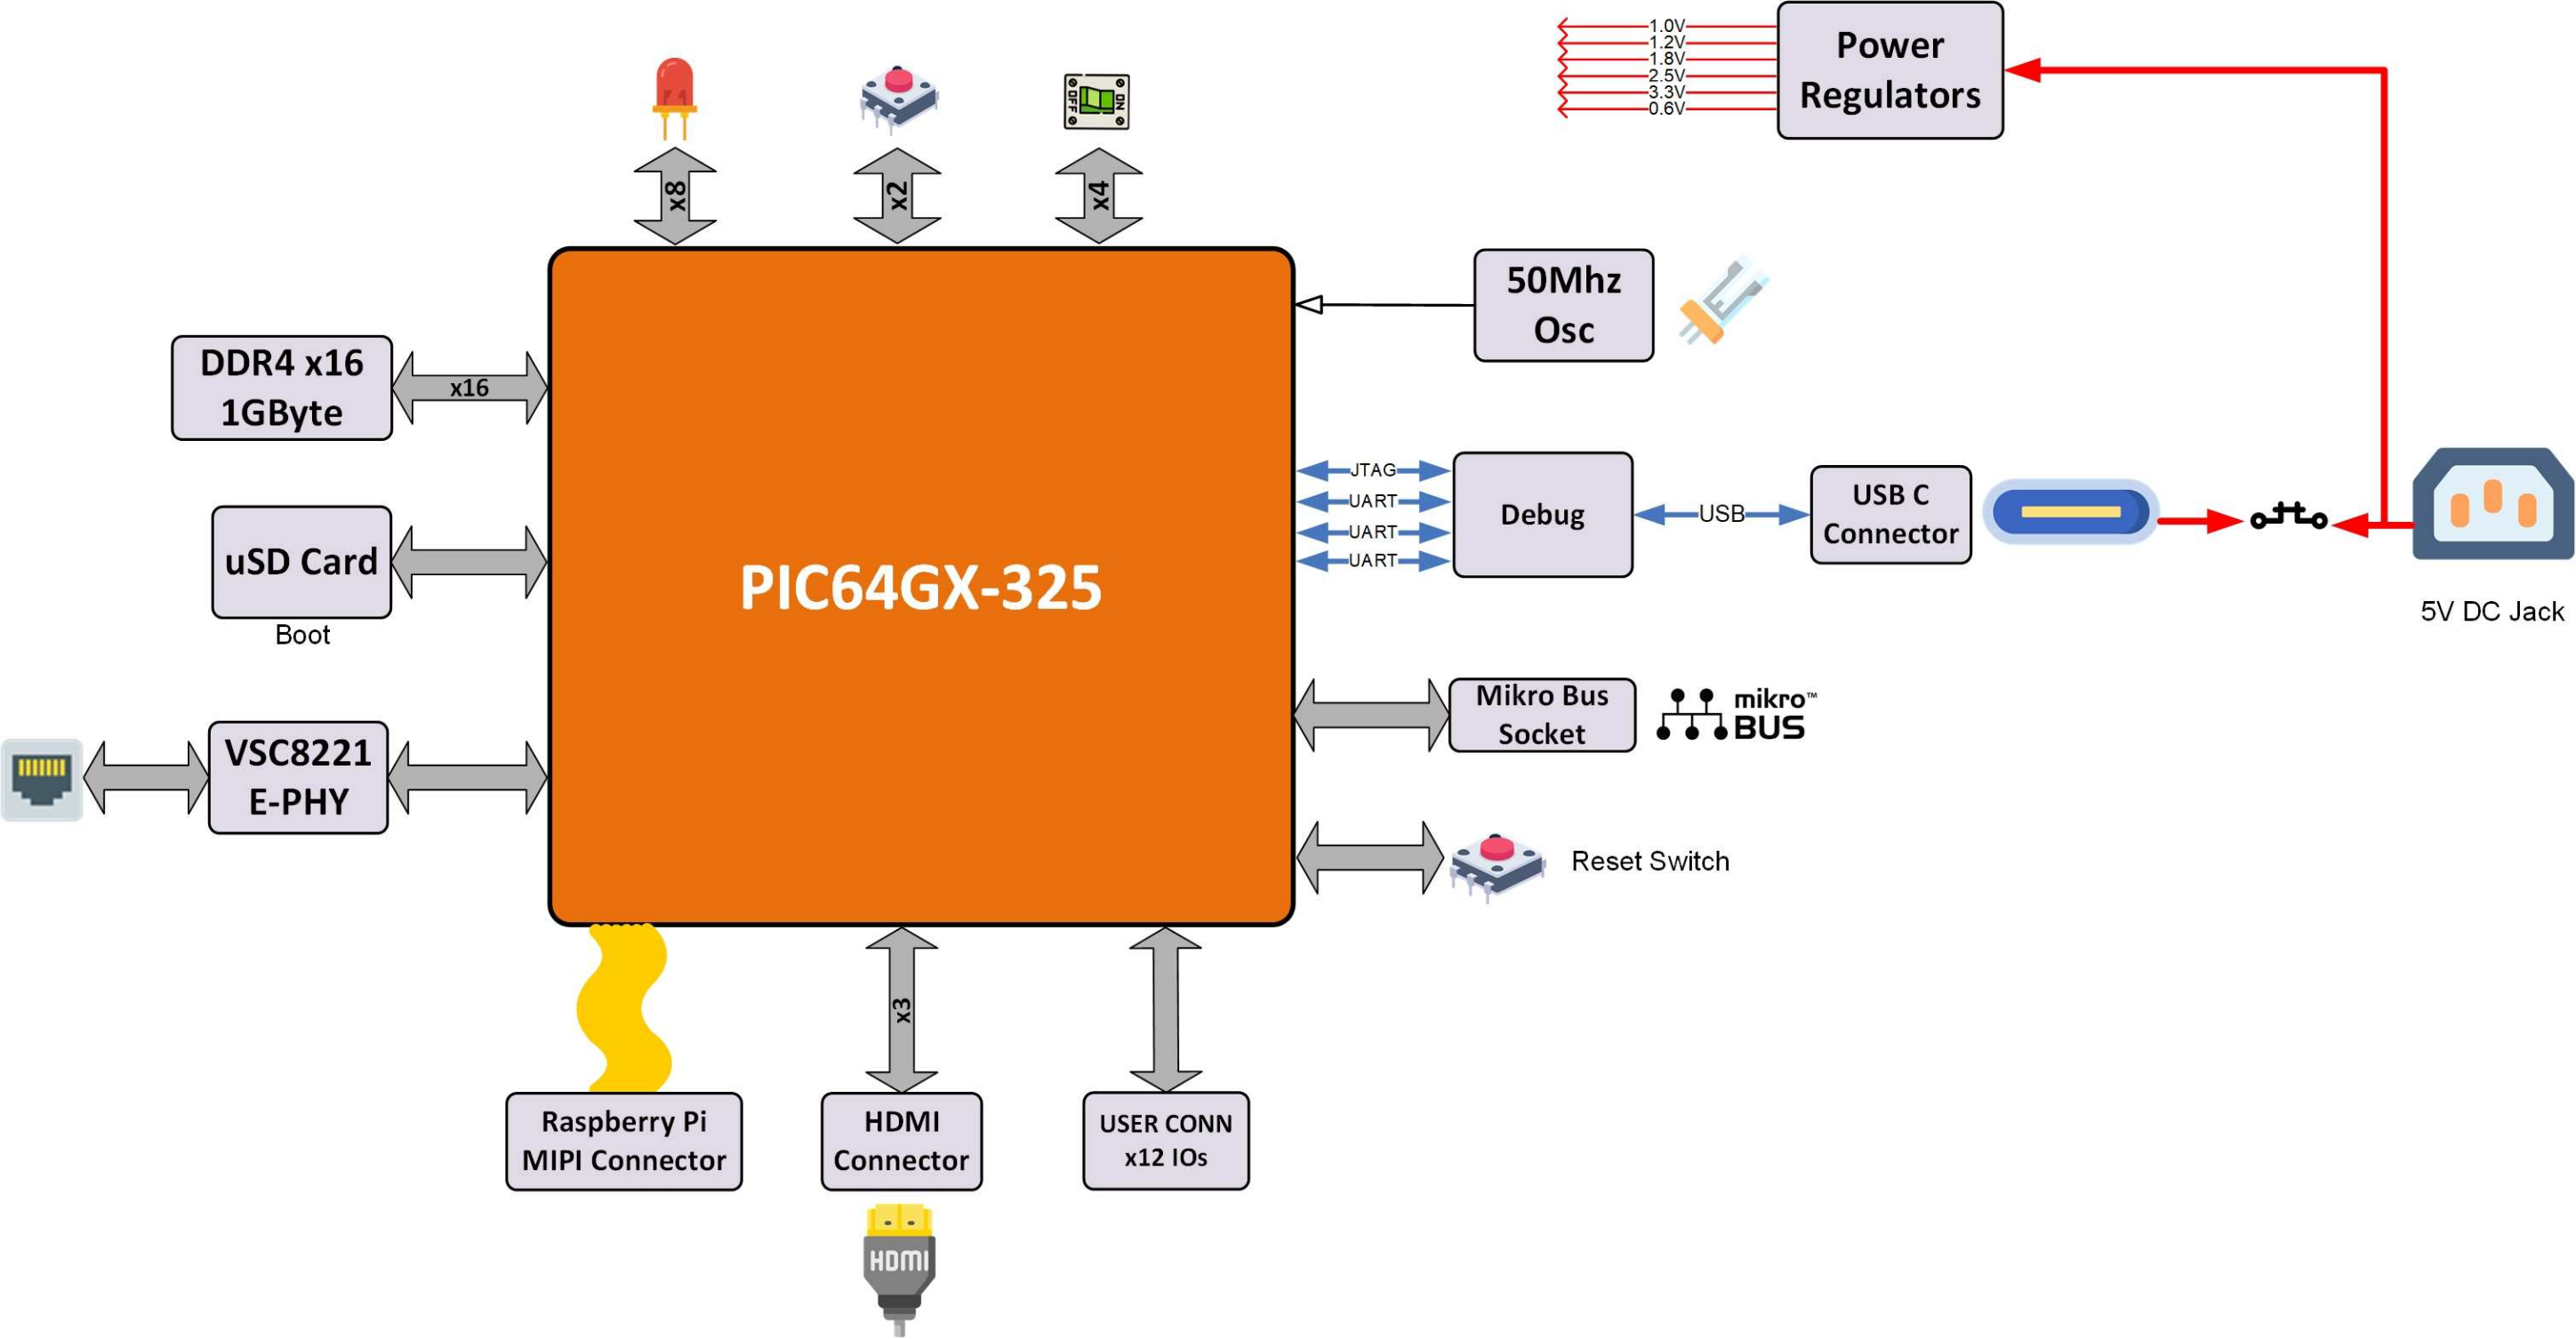 1.0V
1.2V
1.8V
2.5V
3.3V
0.6V
Power
Regulators
OFF
ON
x8
x2
x4
50Mhz
Osc
DDR4 x16
1GByte
x16
JTAG
UART
UART
UART
Debug
USB
USB C
Connector
5V DC Jack
uSD Card
Boot
PIC64GX-325
Mikro Bus
Socket
mikro™
BUS
VSC8221
E-PHY
Reset Switch
x3
Raspberry Pi
MIPI Connector
HDMI
Connector
USER CONN
x12 IOs
HDMI